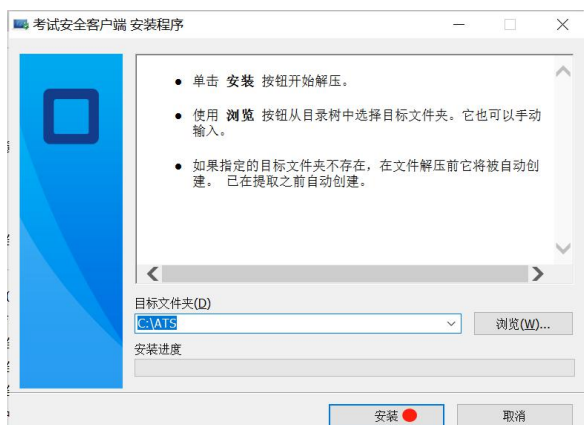 考试安全客户端 安装程序
● 单击 安装 按钮开始解压。
● 使用 浏览 按钮从目录树中选择目标文件夹。它也可以手动
输入。
● 如果指定的目标文件夹不存在，在文件解压前它将被自动创
建。 已在提取之前自动创建。
目标文件夹(D)
C:\ATS
浏览(W)...
安装进度
安装
取消